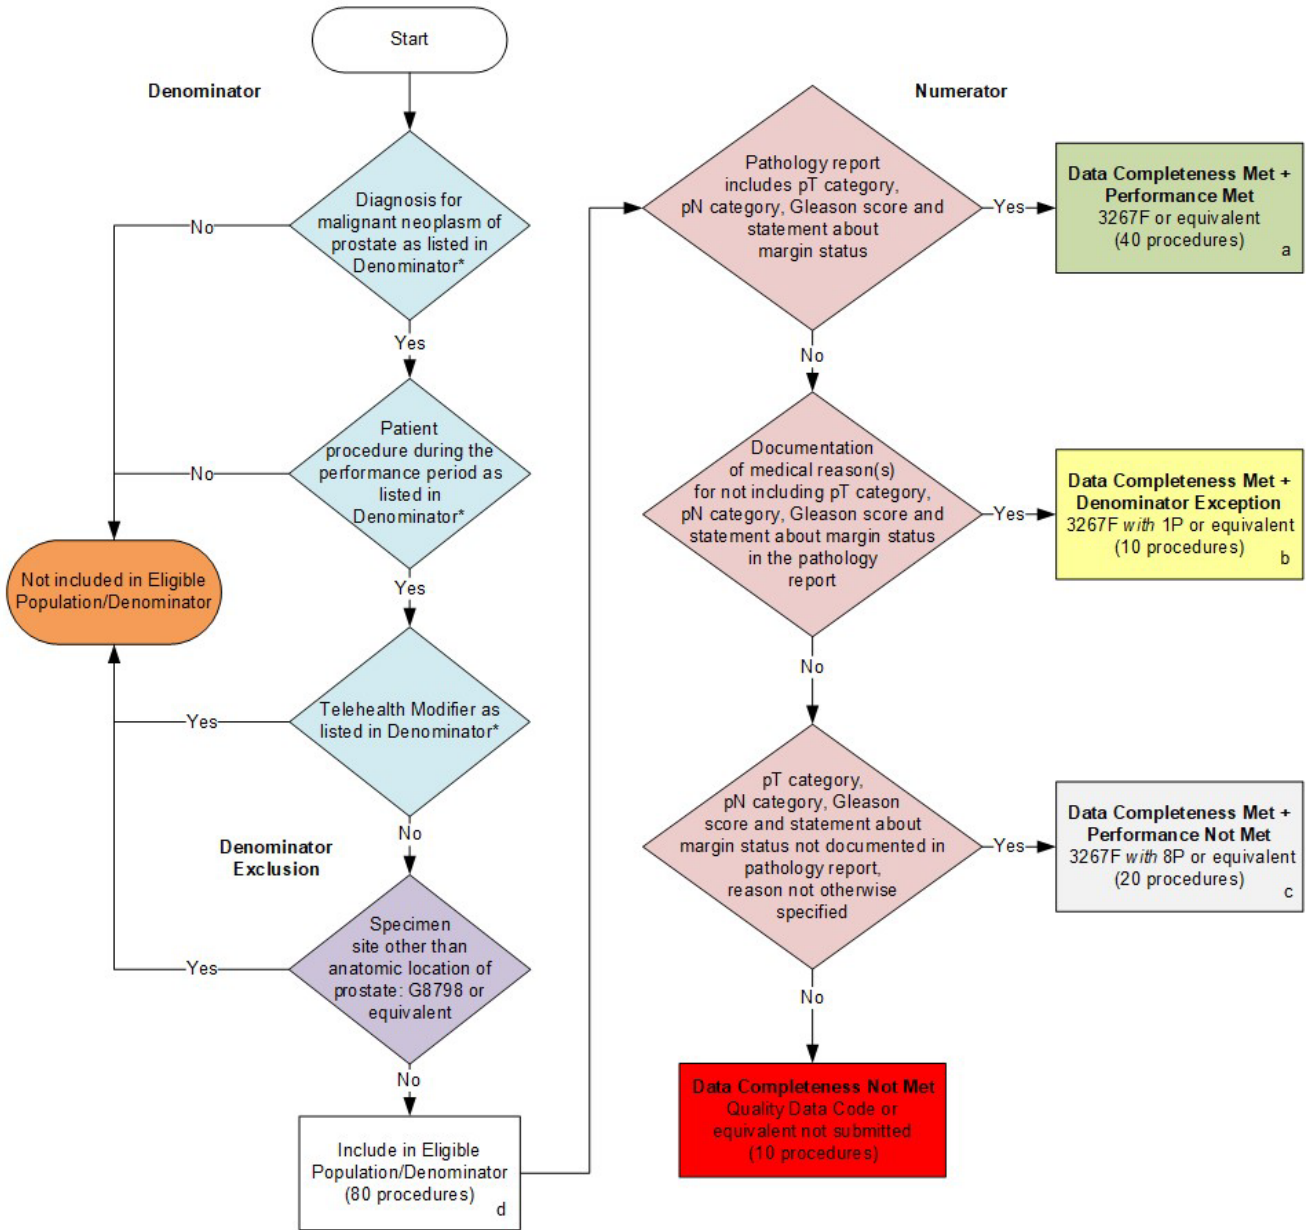 Start
Denominator
Diagnosis for
malignant neoplasm of
prostate as listed in
Denominator*
No
Yes
Patient
procedure during the
performance period as
listed in
Denominator*
No
Yes
Not included in Eligible
Population/Denominator
Telehealth Modifier as
listed in Denominator*
Yes
No
Denominator
Exclusion
Specimen
site other than
anatomic location of
prostate: G8798 or
equivalent
Yes
No
Include in Eligible
Population/Denominator
(80 procedures)
d
Numerator
Pathology report
includes pT category,
pN category, Gleason score and
statement about
margin status
Yes
Data Completeness Met +
Performance Met
3267F or equivalent
(40 procedures)
a
No
Documentation
of medical reason(s)
for not including pT category,
pN category, Gleason score and
statement about margin status
in the pathology
report
Yes
Data Completeness Met +
Denominator Exception
3267F with 1P or equivalent
(10 procedures)
b
No
pT category,
pN category, Gleason
score and statement about
margin status not documented in
pathology report,
reason not otherwise
specified
Yes
Data Completeness Met +
Performance Not Met
3267F with 8P or equivalent
(20 procedures)
c
No
Data Completeness Not Met
Quality Data Code or
equivalent not submitted
(10 procedures)